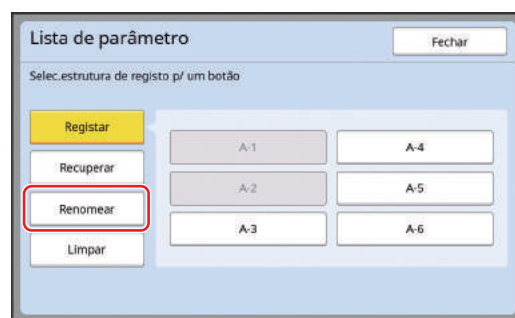 Lista de parâmetro
Fechar
Selec.estrutura de registo p/ um botão
Registar
Recuperar
Renomear
Limpar
A-1
A-4
A-2
A-5
A-3
A-6